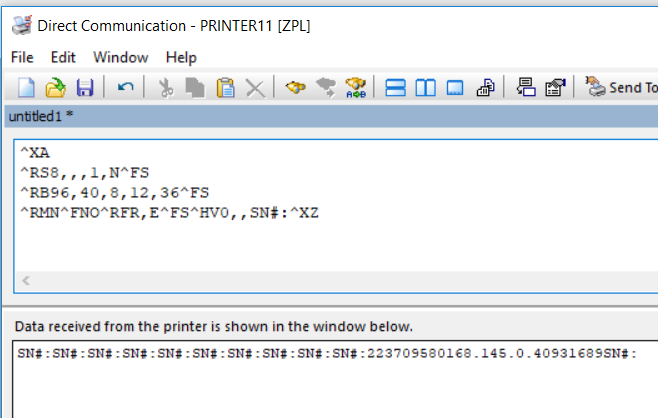 Direct Communication - PRINTER11 [ZPL]
File Edit Window Help
A B Send To
untitled1 *
^XA
^RS8,,,1,N^FS
^RB96,40,8,12,36^FS
^RMN^FNO^RFR,E^FS^HV0,,SN#:^XZ
Data received from the printer is shown in the window below.
SN#:SN#:SN#:SN#:SN#:SN#:SN#:SN#:SN#:SN#:223709580168.145.0.40931689SN#: